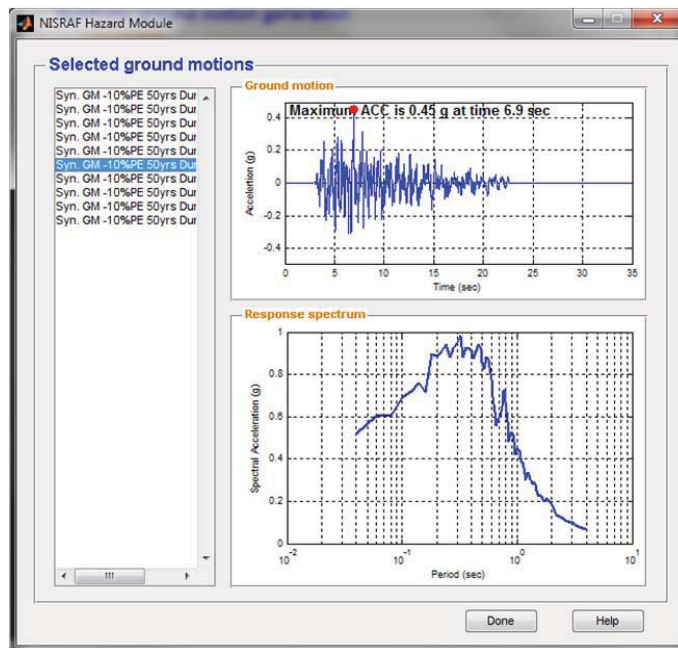 NISRAF Hazard Module
Selected ground motions
Syn. GM -10%PE 50yrs Dur
Syn. GM -10%PE 50yrs Dur
Syn. GM -10%PE 50yrs Dur
Syn. GM -10%PE 50yrs Dur
Syn. GM -10%PE 50yrs Dur
Syn. GM -10%PE 50yrs Dur
Syn. GM -10%PE 50yrs Dur
Syn. GM -10%PE 50yrs Dur
Syn. GM -10%PE 50yrs Dur
Syn. GM -10%PE 50yrs Dur
Ground motion
Maximum ACC is 0.45 g at time 6.9 sec
Accelertion (g)
0.4
0.2
0
-0.2
-0.4
0 5 10 15 20 25 30 35
Time (sec)
Response spectrum
Spectral Acceleration (g)
1
0.8
0.6
0.4
0.2
0
10-2 10-1 100 101
Period (sec)
Done Help